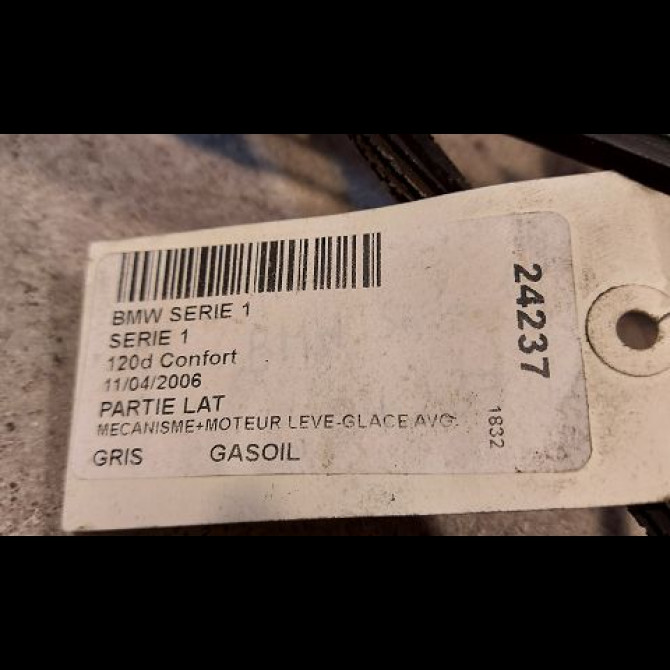 BMW SERIE 1
SERIE 1
120d Confort
11/04/2006
PARTIE LAT
MECANISME+MOTEUR LEVE-GLACE AVG.
GRIS GASOIL
24237
1832